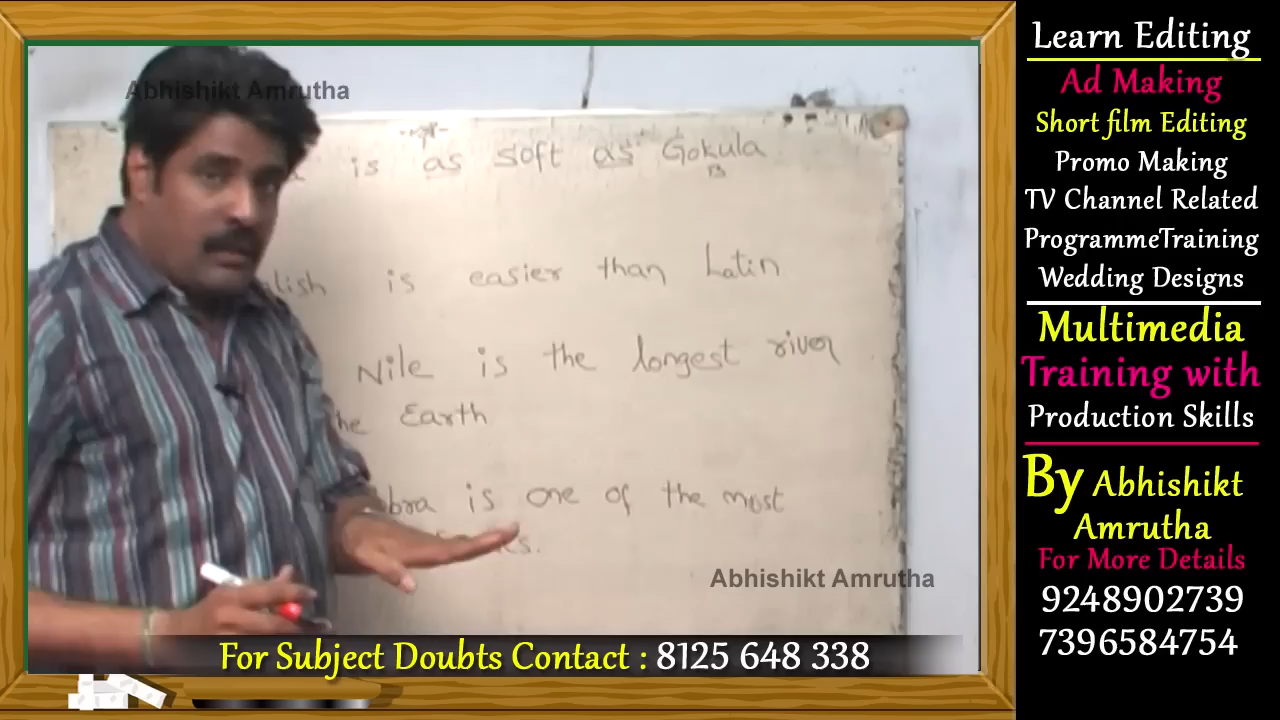 Abhishikt Amrutha
is as soft as Gokula
B
lish is easier than Latin
Nile is the longest river
the Earth
bra is one of the most
Abhishikt Amrutha
For Subject Doubts Contact : 8125 648 338
Learn Editing
Ad Making
Short film Editing
Promo Making
TV Channel Related
ProgrammeTraining
Wedding Designs
Multimedia
Training with
Production Skills
By Abhishikt
Amrutha
For More Details
9248902739
7396584754